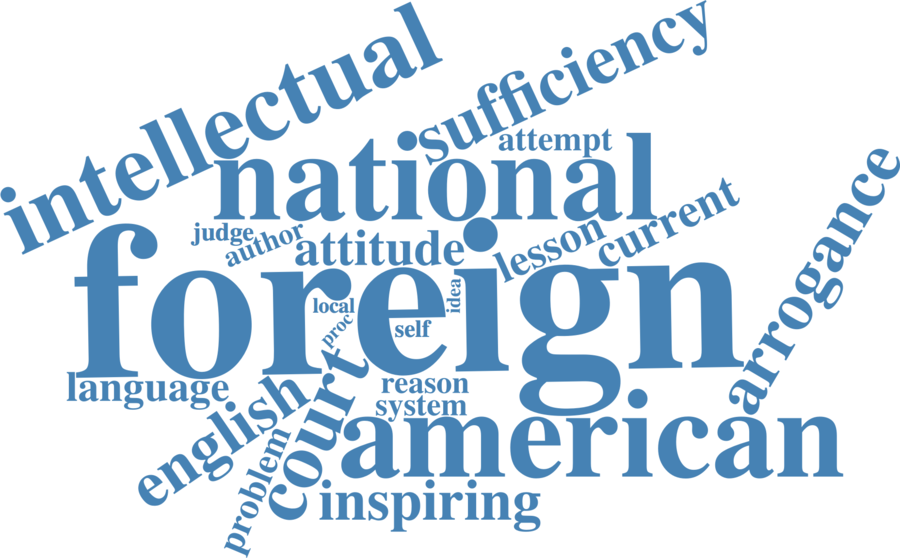 intellectual
sufficiency
attempt
national
judge
author
attitude
lesson
current
arrogance
foreign
idea
local
proc
self
language
reason
system
english
court
american
problem
inspiring